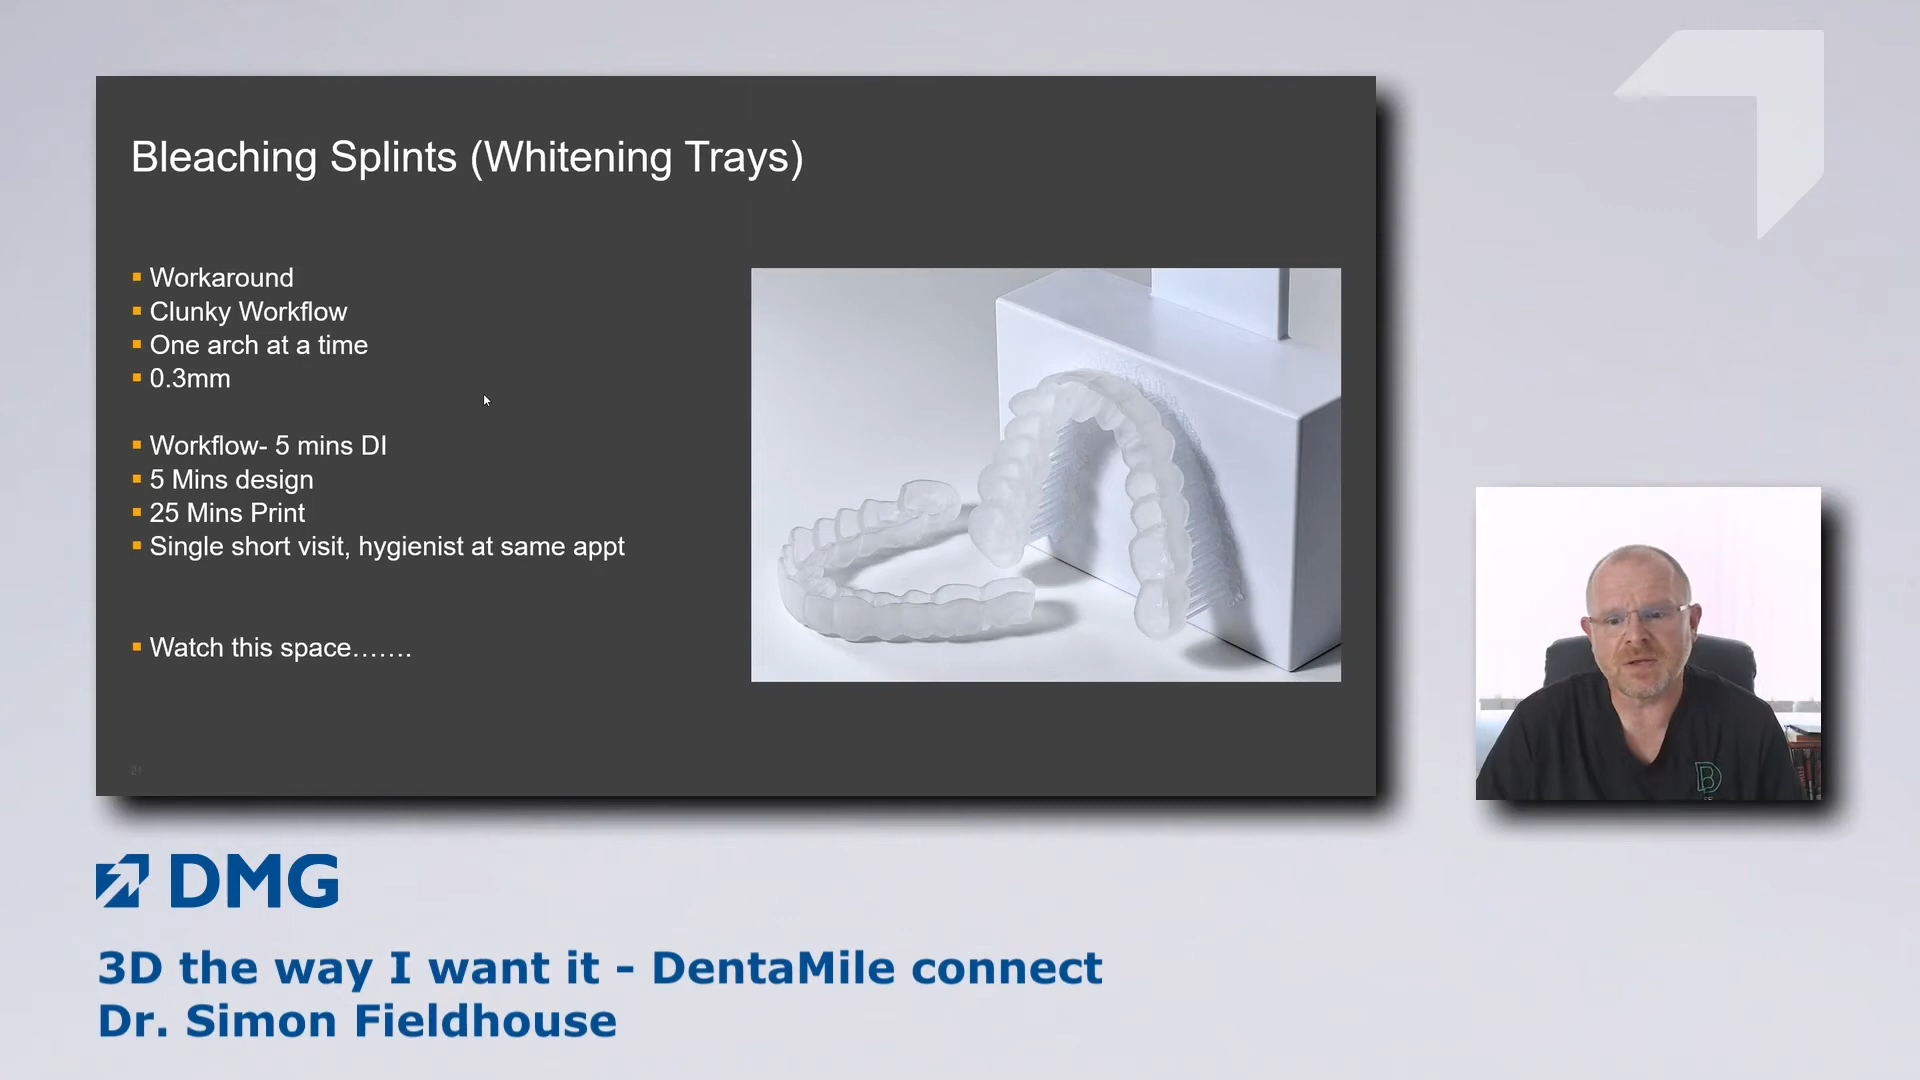 Bleaching Splints (Whitening Trays)
Workaround
Clunky Workflow
One arch at a time
0.3mm
Workflow- 5 mins DI
5 Mins design
25 Mins Print
Single short visit, hygienist at same appt
Watch this space.......
21
DMG
3D the way I want it - DentaMile connect
Dr. Simon Fieldhouse